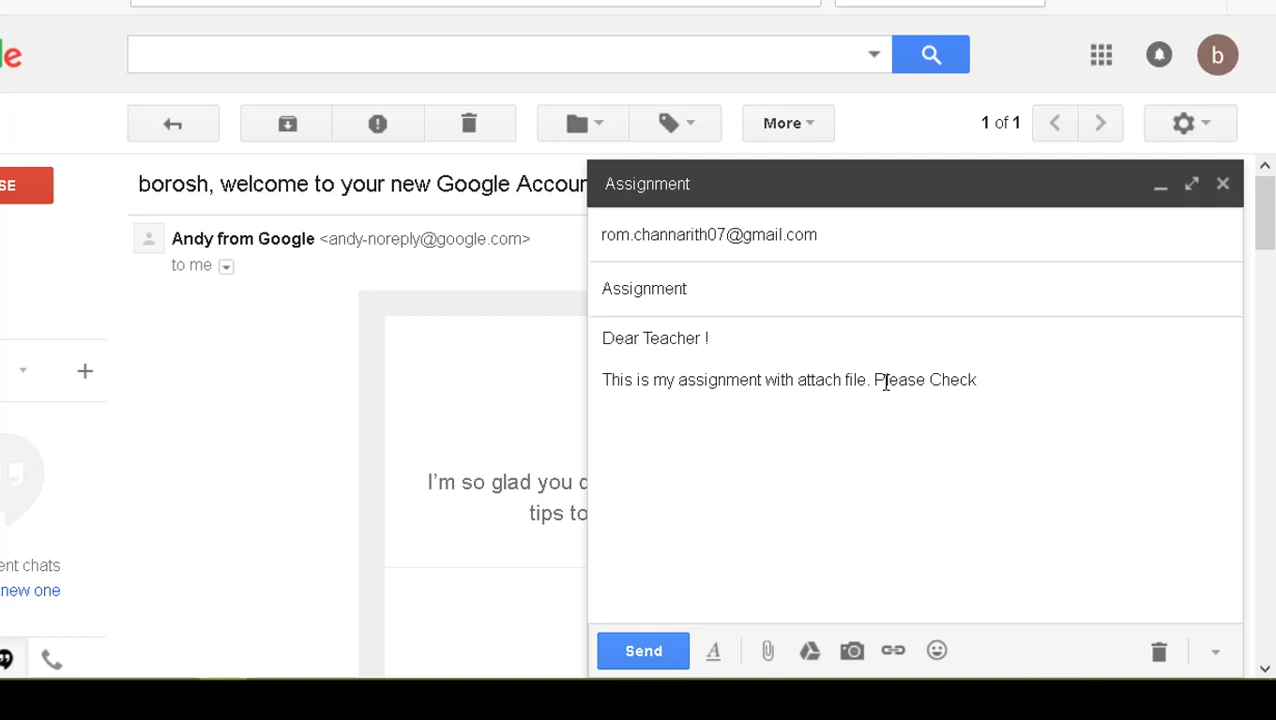 le
b
More
1 of 1
SE
borosh, welcome to your new Google Accoun
Assignment
Andy from Google <andy-noreply@google.com>
to me
rom.channarith07@gmail.com
Assignment
Dear Teacher !
This is my assignment with attach file. Please Check
I'm so glad you d
tips to
ent chats
new one
Send
A